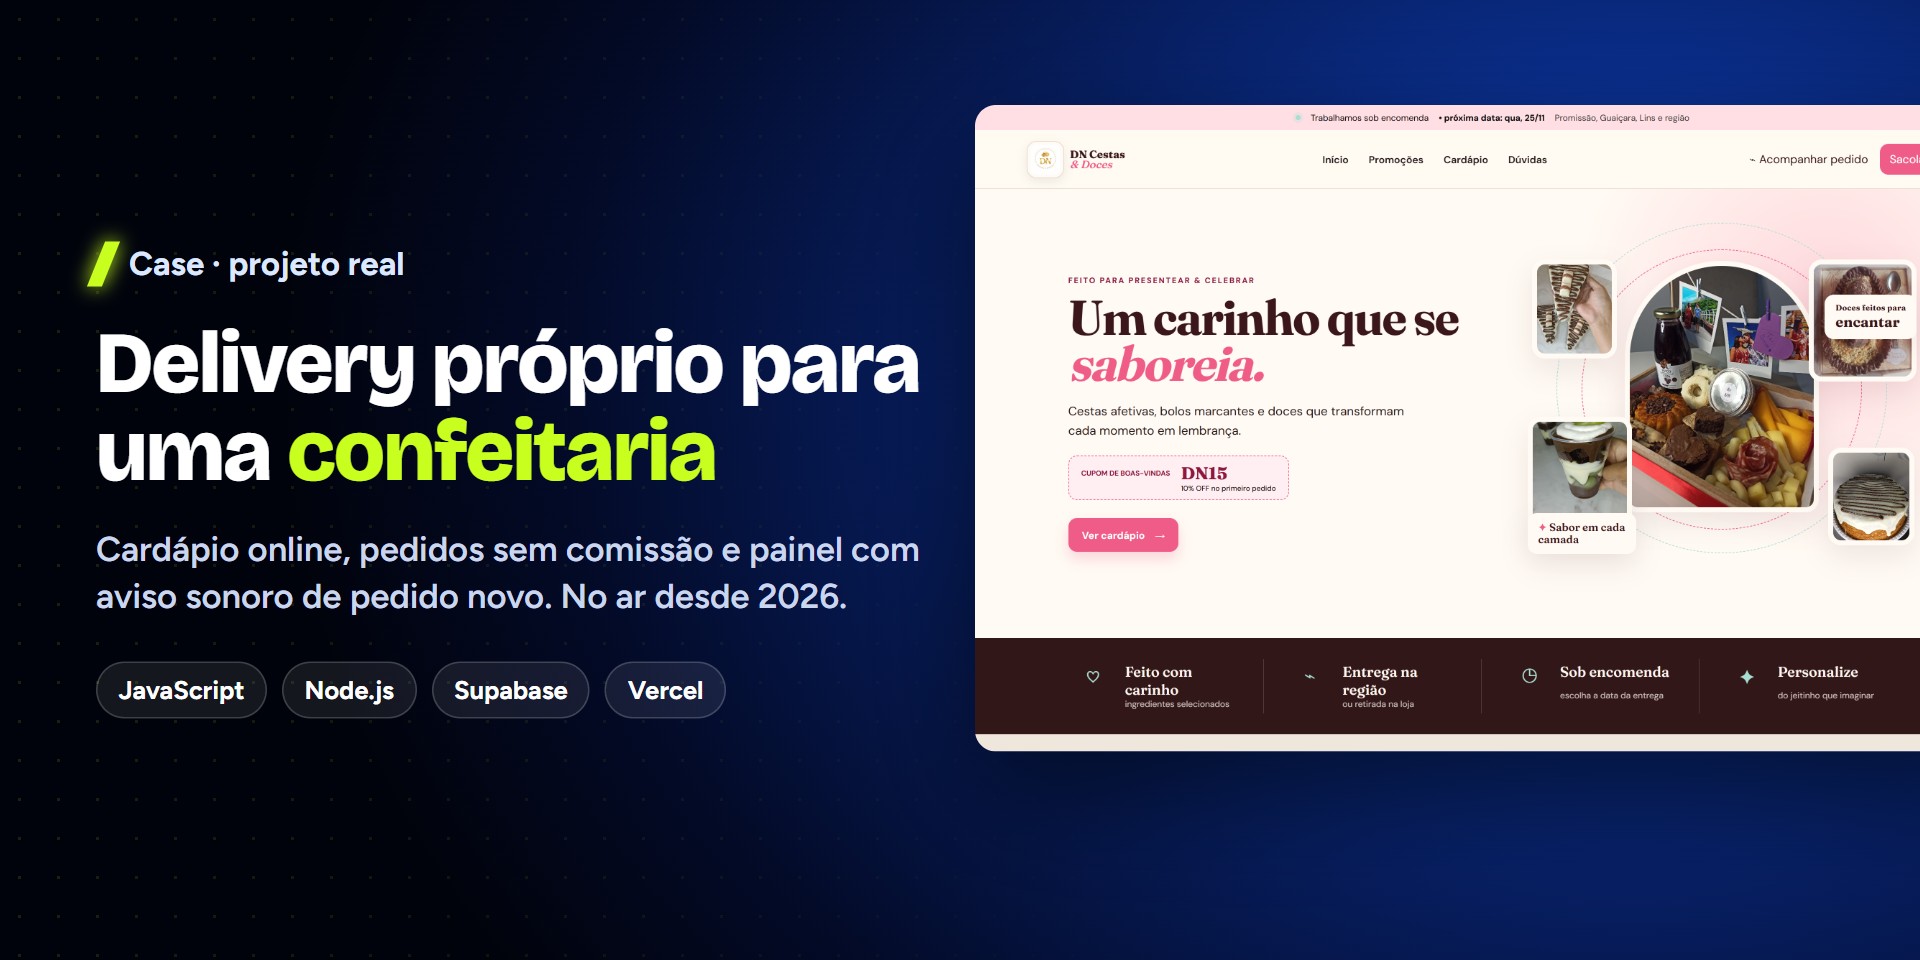 Case · projeto real
Delivery próprio para
uma confeitaria
Cardápio online, pedidos sem comissão e painel com
aviso sonoro de pedido novo. No ar desde 2026.
JavaScript
Node.js
Supabase
Vercel
Trabalhamos sob encomenda • próxima data: qua, 25/11 Promissão, Guaiçara, Lins e região
DN
DN Cestas
& Doces
Início
Promoções
Cardápio
Dúvidas
Acompanhar pedido
FEITO PARA PRESENTEAR & CELEBRAR
Um carinho que se
saboreia.
Cestas afetivas, bolos marcantes e doces que transformam
cada momento em lembrança.
CUPOM DE BOAS-VINDAS
DN15
10% OFF no primeiro pedido
Ver cardápio →
Doces feitos para
encantar
Sabor em cada
camada
Feito com
carinho
ingredientes selecionados
Entrega na
região
ou retirada na loja
Sob encomenda
escolha a data da entrega
Personalize
do jeitinho que imaginar